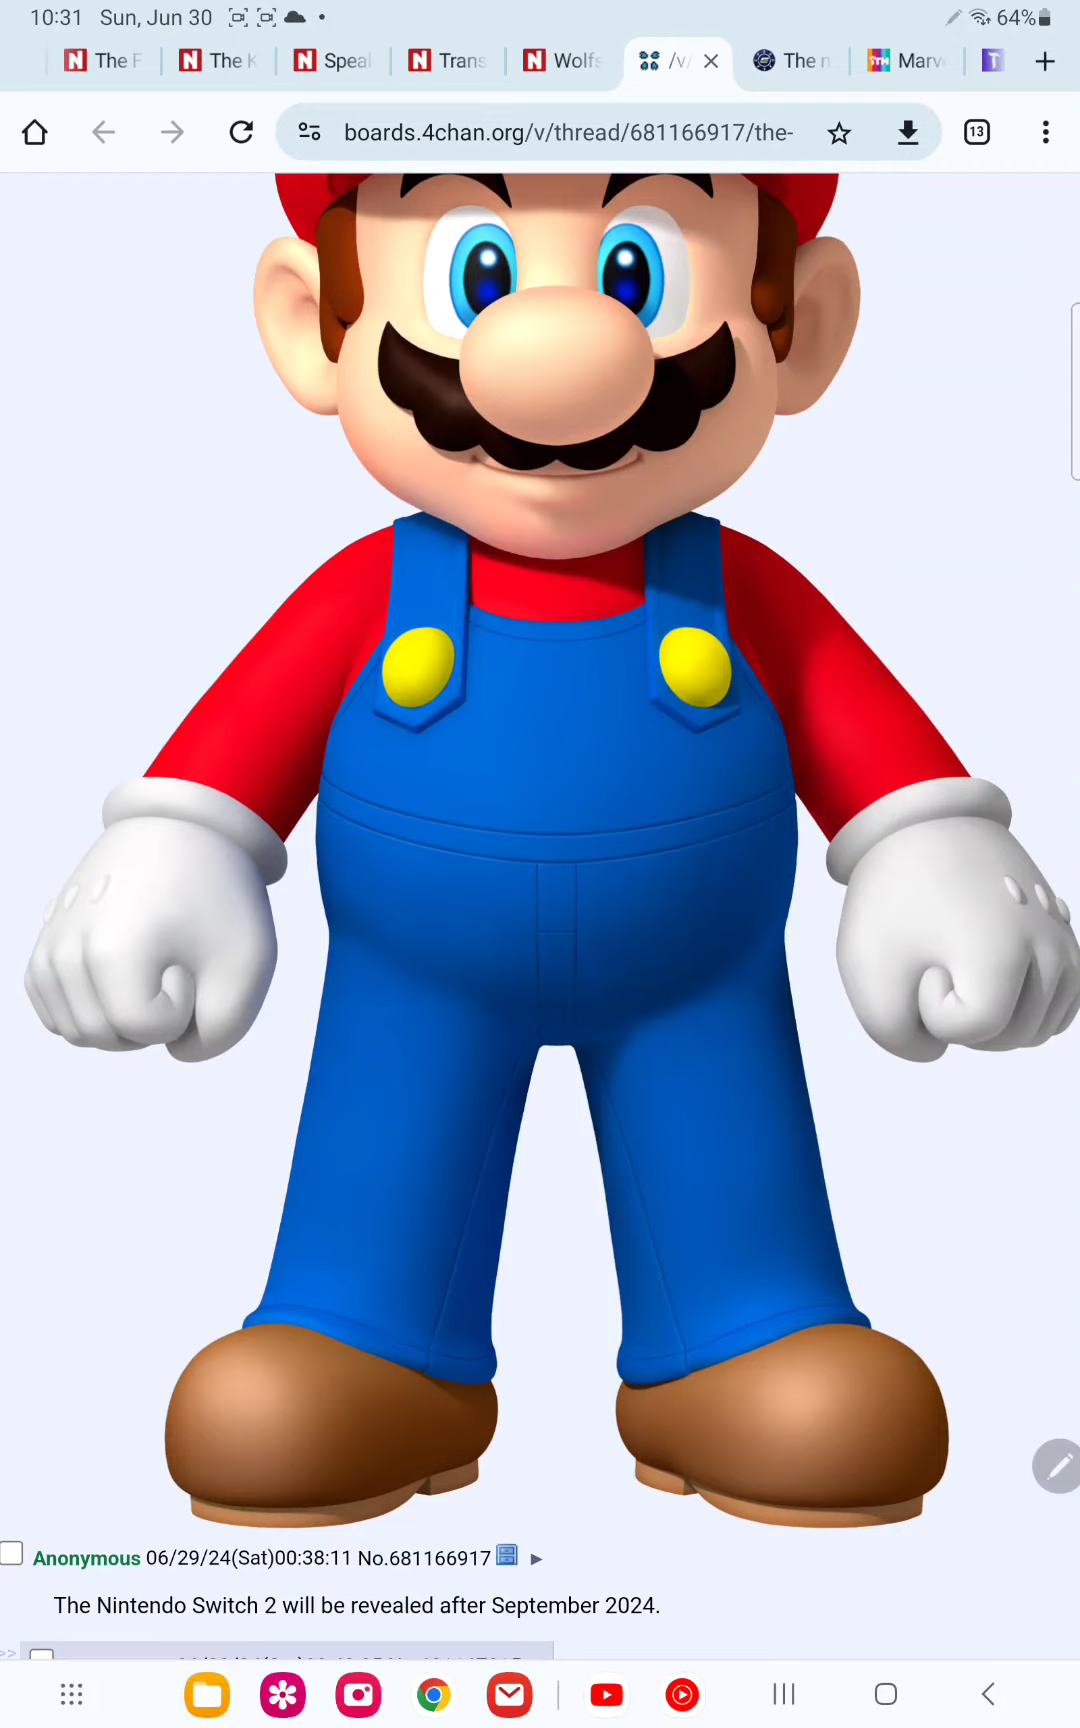 10:31 Sun, Jun 30 64%
N The F N The K N Speal N Trans N Wolfs /v/ The n Marv T
boards.4chan.org/v/thread/681166917/the-
13
Anonymous 06/29/24(Sat)00:38:11 No.681166917
The Nintendo Switch 2 will be revealed after September 2024.
>>